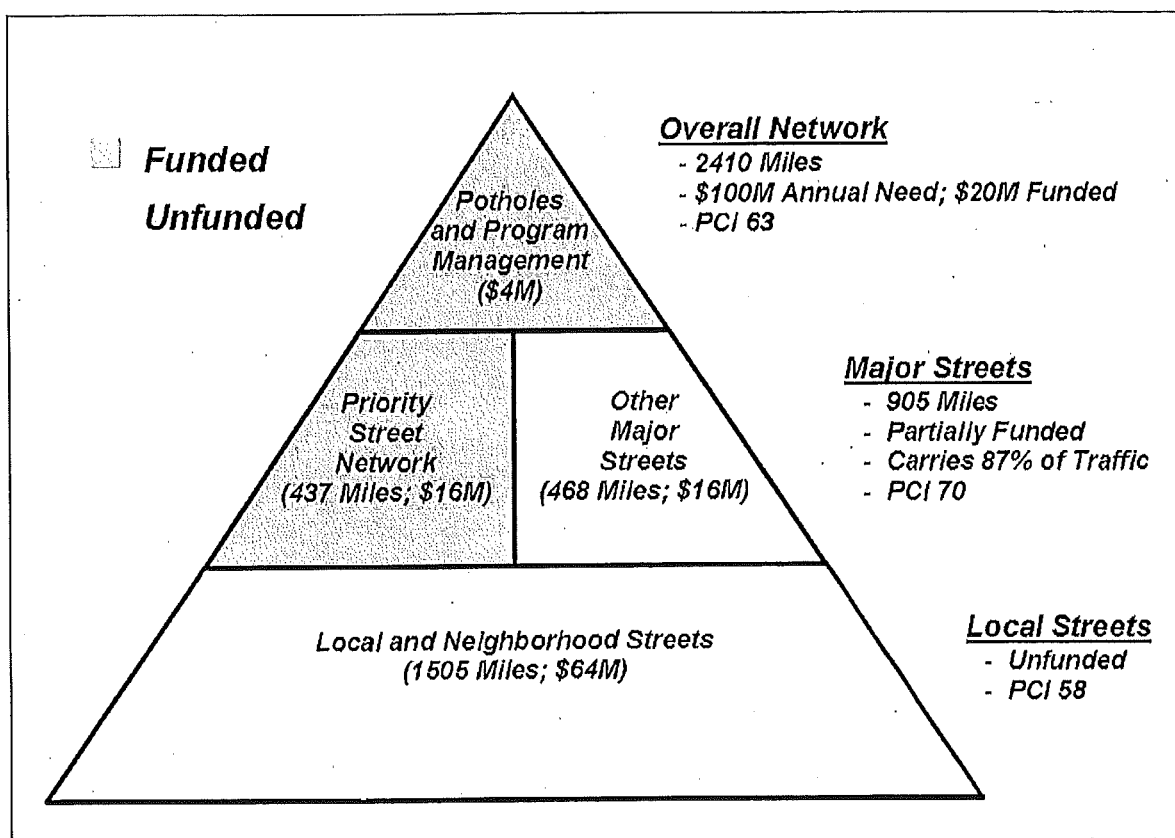 Funded
Unfunded
Potholes
and Program
Management
($4M)
Overall Network
- 2410 Miles
- $100M Annual Need; $20M Funded
- PCI 63
Priority
Street
Network
(437 Miles; $16M)
Other
Major
Streets
(468 Miles; $16M)
Major Streets
- 905 Miles
- Partially Funded
- Carries 87% of Traffic
- PCI 70
Local and Neighborhood Streets
(1505 Miles; $64M)
Local Streets
- Unfunded
- PCI 58